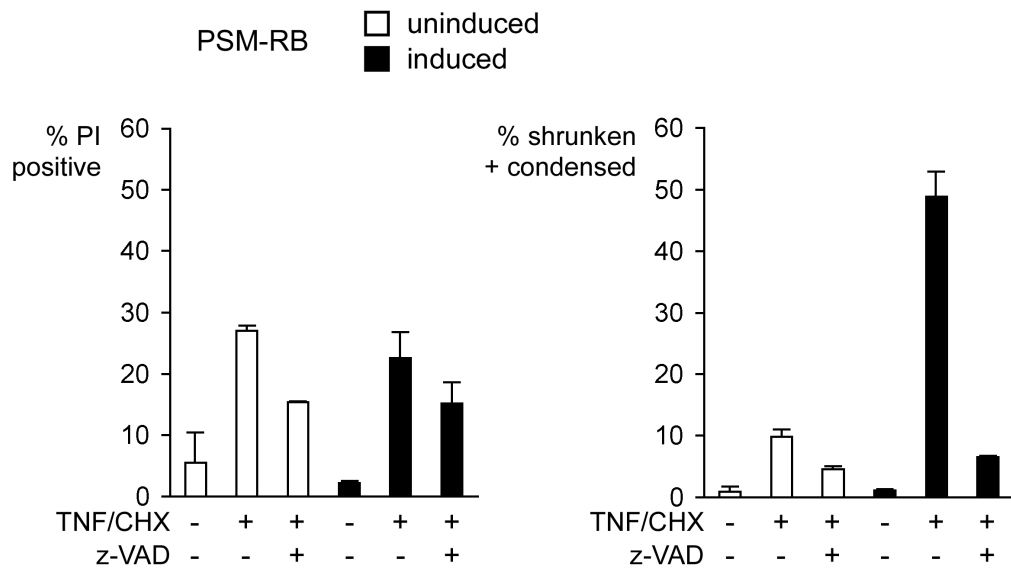 PSM-RB
uninduced
induced
% PI
positive
60
50
40
30
20
10
0
TNF/CHX - + + - + +
z-VAD - - + - - +
% shrunken
+ condensed
60
50
40
30
20
10
0
TNF/CHX - + + - + +
z-VAD - - + - - +